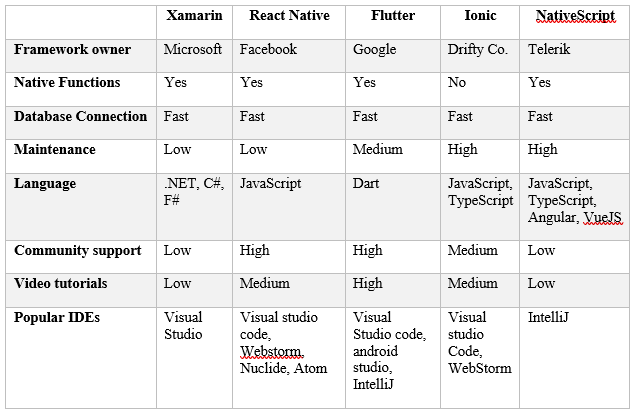 Xamarin React Native Flutter Ionic NativeScript
Framework owner Microsoft Facebook Google Drifty Co. Telerik
Native Functions Yes Yes Yes No Yes
Database Connection Fast Fast Fast Fast Fast
Maintenance Low Low Medium High High
Language .NET, C#, JavaScript Dart JavaScript, JavaScript,
F# TypeScript TypeScript,
Angular, VueJS
Community support Low High High Medium Low
Video tutorials Low Medium High Medium Low
Popular IDEs Visual Visual studio Visual Visual IntelliJ
Studio code, Studio code, studio
Webstorm, android Code,
Nuclide, Atom studio, WebStorm
IntelliJ